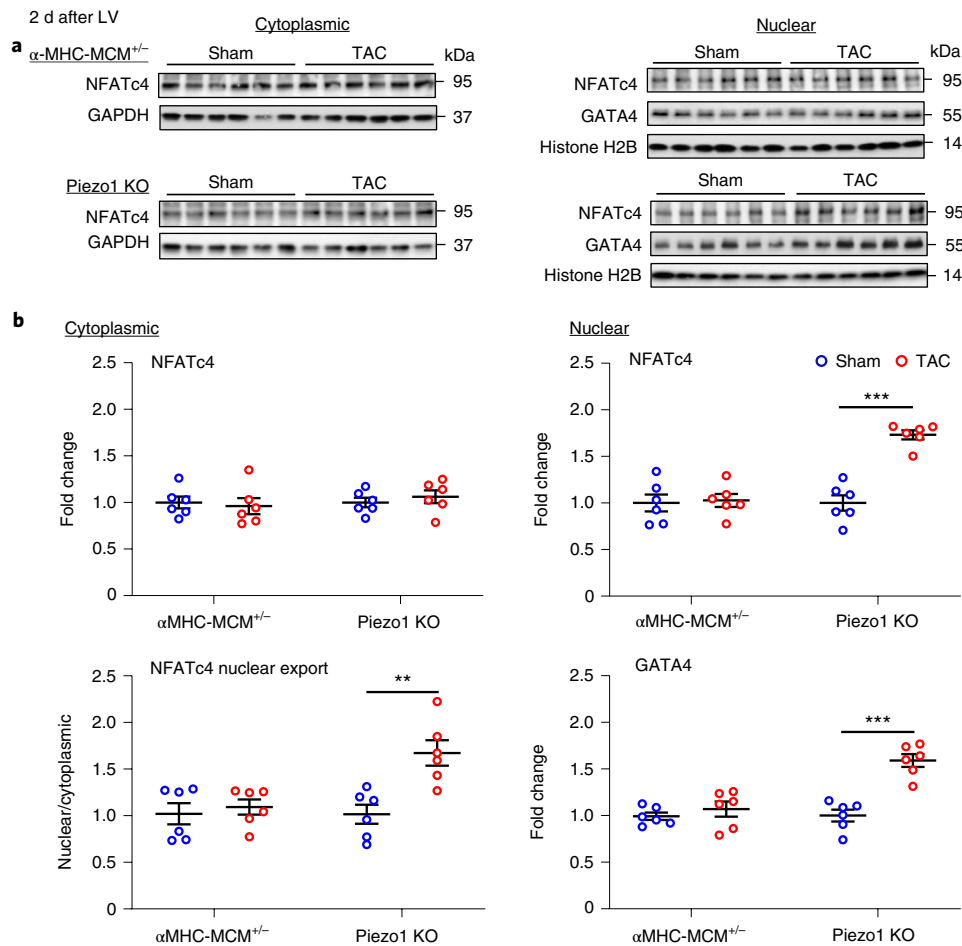 2 d after LV
a
Cytoplasmic
α-MHC-MCM+/–
Sham TAC kDa
NFATc4 95
GAPDH 37
Piezo1 KO
Sham TAC
NFATc4 95
GAPDH 37
Nuclear
Sham TAC kDa
NFATc4 95
GATA4 55
Histone H2B 14
Sham TAC
NFATc4 95
GATA4 55
Histone H2B 14
b
Cytoplasmic
NFATc4
Fold change
2.5
2.0
1.5
1.0
0.5
0
αMHC-MCM+/– Piezo1 KO
Nuclear
NFATc4
Sham TAC
Fold change
2.5
2.0
1.5
1.0
0.5
0
***
αMHC-MCM+/– Piezo1 KO
NFATc4 nuclear export
Nuclear/cytoplasmic
2.5
2.0
1.5
1.0
0.5
0
**
αMHC-MCM+/– Piezo1 KO
GATA4
Fold change
2.5
2.0
1.5
1.0
0.5
0
***
αMHC-MCM+/– Piezo1 KO